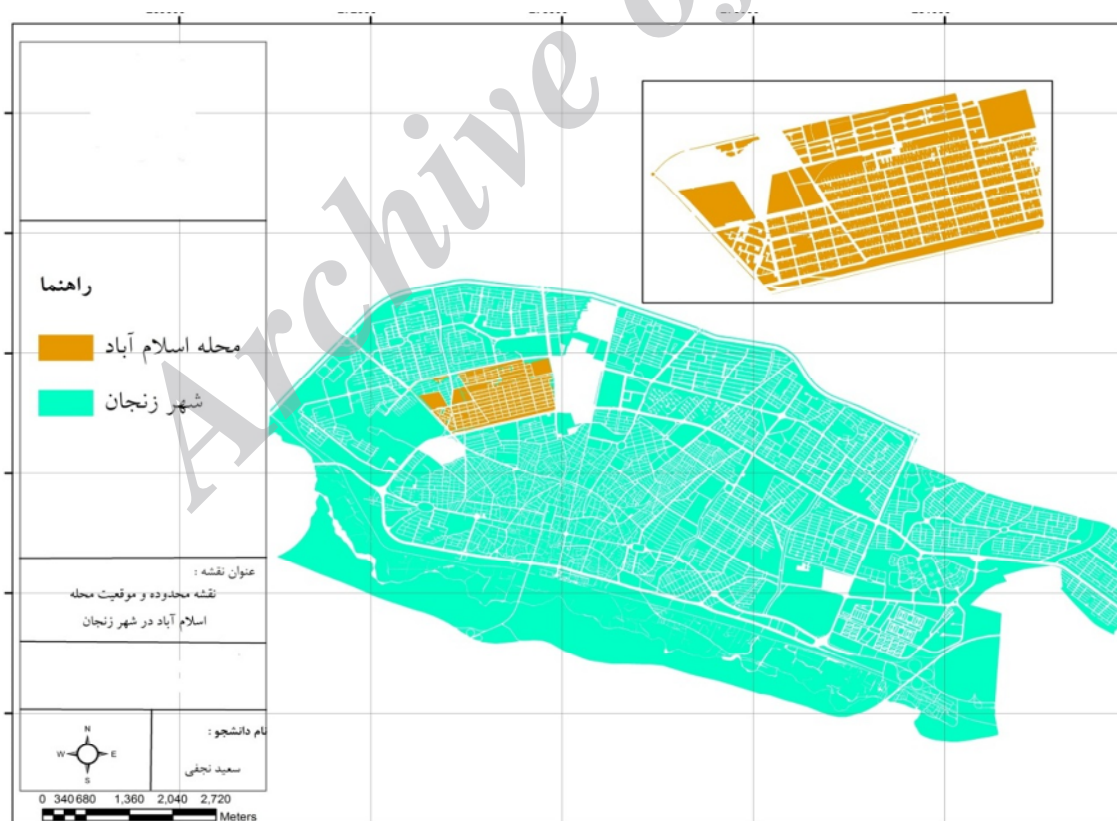 Archive of
راهنما
محله اسلام آباد
شهر زنجان
عنوان نقشه :
نقشه محدوده و موقعیت محله
اسلام آباد در شهر زنجان
نام دانشجو :
سعید نجفی
N
W E
S
0 340 680 1,360 2,040 2,720
Meters